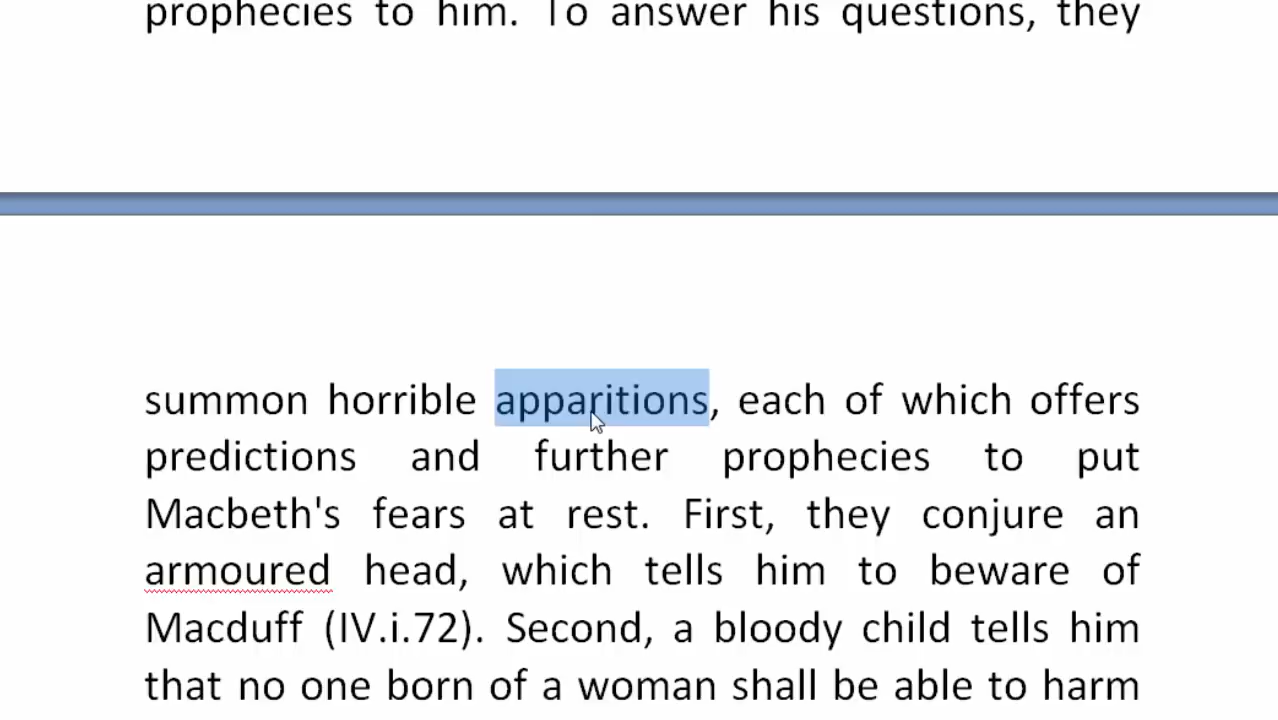 prophecies to him. To answer his questions, they
summon horrible apparitions, each of which offers
predictions and further prophecies to put
Macbeth's fears at rest. First, they conjure an
armoured head, which tells him to beware of
Macduff (IV.i.72). Second, a bloody child tells him
that no one born of a woman shall be able to harm